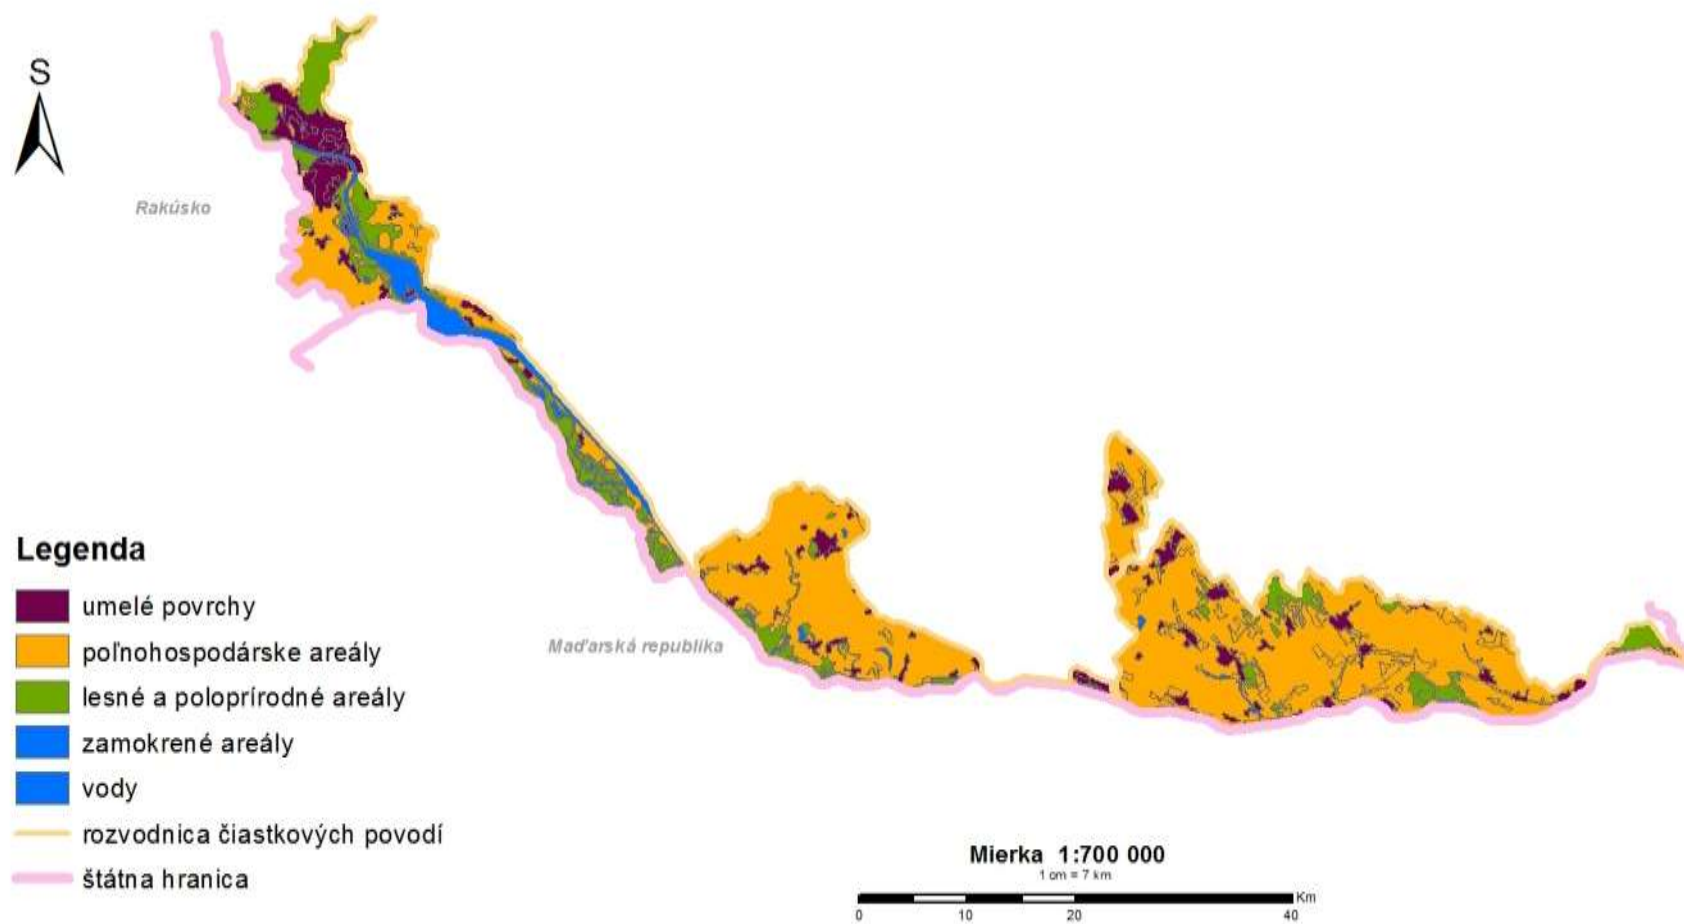 S
Rakúsko
Maďarská republika
Legenda
umelé povrchy
poľnohospodárske areály
lesné a poloprírodné areály
zamokrené areály
vody
rozvodnica čiastkových povodí
štátna hranica
Mierka 1:700 000
1 cm = 7 km
Km
0 10 20 40